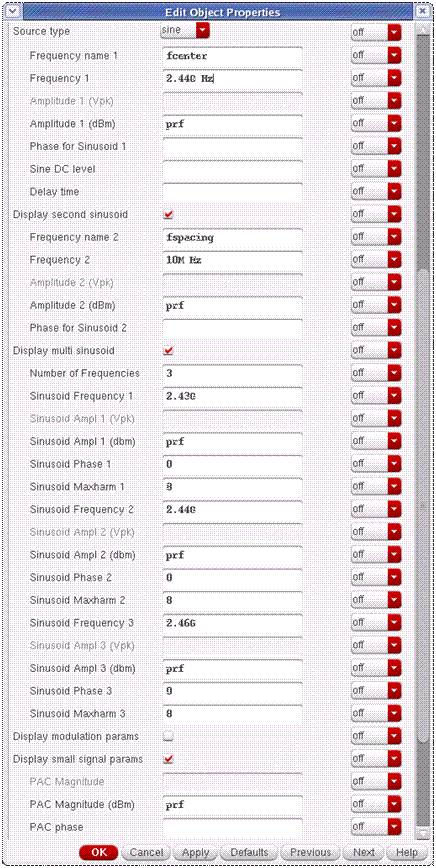 Edit Object Properties
Source type sine off
Frequency name 1 fcenter off
Frequency 1 2.44G Hz off
Amplitude 1 (Vpk) off
Amplitude 1 (dBm) prf off
Phase for Sinusoid 1 off
Sine DC level off
Delay time off
Display second sinusoid off
Frequency name 2 fspacing off
Frequency 2 10M Hz off
Amplitude 2 (Vpk) off
Amplitude 2 (dBm) prf off
Phase for Sinusoid 2 off
Display multi sinusoid off
Number of Frequencies 3 off
Sinusoid Frequency 1 2.43G off
Sinusoid Ampl 1 (Vpk) off
Sinusoid Ampl 1 (dbm) prf off
Sinusoid Phase 1 0 off
Sinusoid Maxharm 1 8 off
Sinusoid Frequency 2 2.44G off
Sinusoid Ampl 2 (Vpk) off
Sinusoid Ampl 2 (dbm) prf off
Sinusoid Phase 2 0 off
Sinusoid Maxharm 2 8 off
Sinusoid Frequency 3 2.46G off
Sinusoid Ampl 3 (Vpk) off
Sinusoid Ampl 3 (dbm) prf off
Sinusoid Phase 3 0 off
Sinusoid Maxharm 3 8 off
Display modulation params off
Display small signal params off
PAC Magnitude off
PAC Magnitude (dBm) prf off
PAC phase off
OK Cancel Apply Defaults Previous Next Help